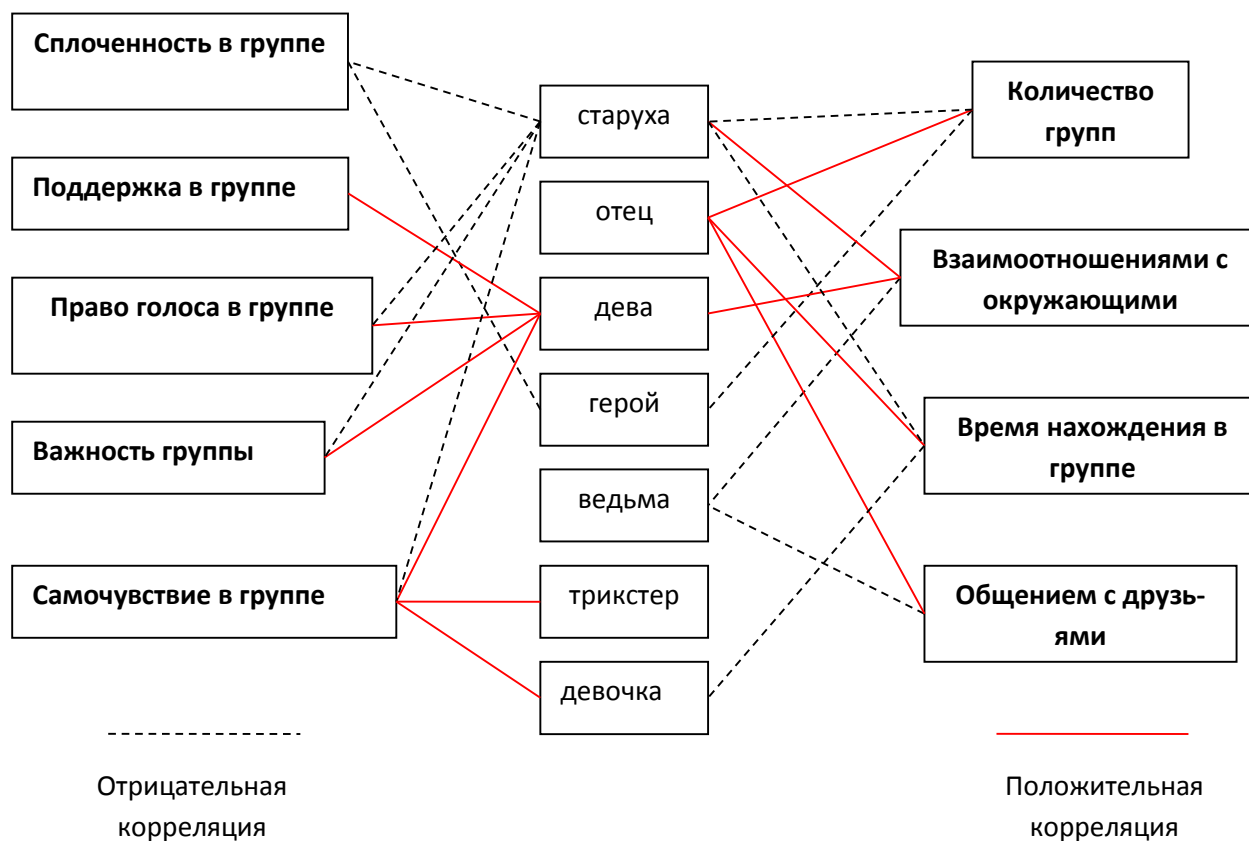 Сплоченность в группе
Поддержка в группе
Право голоса в группе
Важность группы
Самочувствие в группе
старуха
отец
дева
герой
ведьма
трикстер
девочка
Количество
групп
Взаимоотношениями с
окружающими
Время нахождения в
группе
Общением с друзь-
ями
Отрицательная
корреляция
Положительная
корреляция